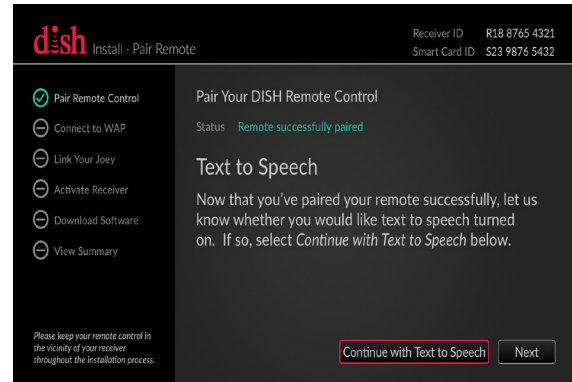 dish Install · Pair Remote
Receiver ID R18 8765 4321
Smart Card ID S23 9876 5432
Pair Remote Control
Connect to WAP
Link Your Joey
Activate Receiver
Download Software
View Summary
Please keep your remote control in
the vicinity of your receiver
throughout the installation process.
Pair Your DISH Remote Control
Status Remote successfully paired
Text to Speech
Now that you've paired your remote successfully, let us
know whether you would like text to speech turned
on. If so, select Continue with Text to Speech below.
Continue with Text to Speech
Next